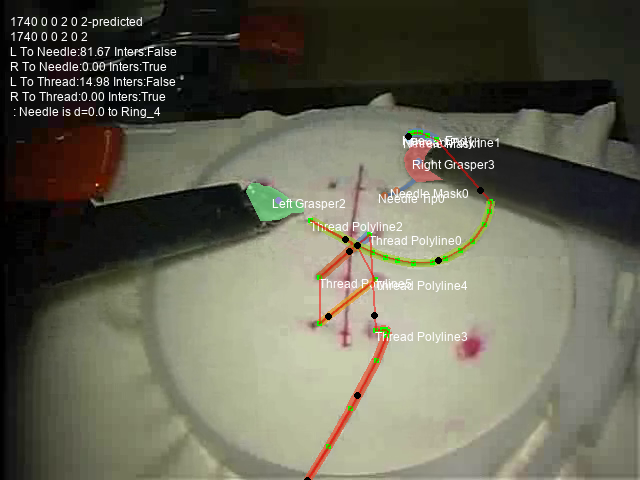 1740 0 0 2 0 2-predicted
1740 0 0 2 0 2
L To Needle:81.67 Inters:False
R To Needle:0.00 Inters:True
L To Thread:14.98 Inters:False
R To Thread:0.00 Inters:True
: Needle is d=0.0 to Ring_4
Right Grasper3
Needle Mask0
Needle Tip0
Left Grasper2
Thread Polyline2
Thread Polyline0
Thread Polyline4
Thread Polyline3